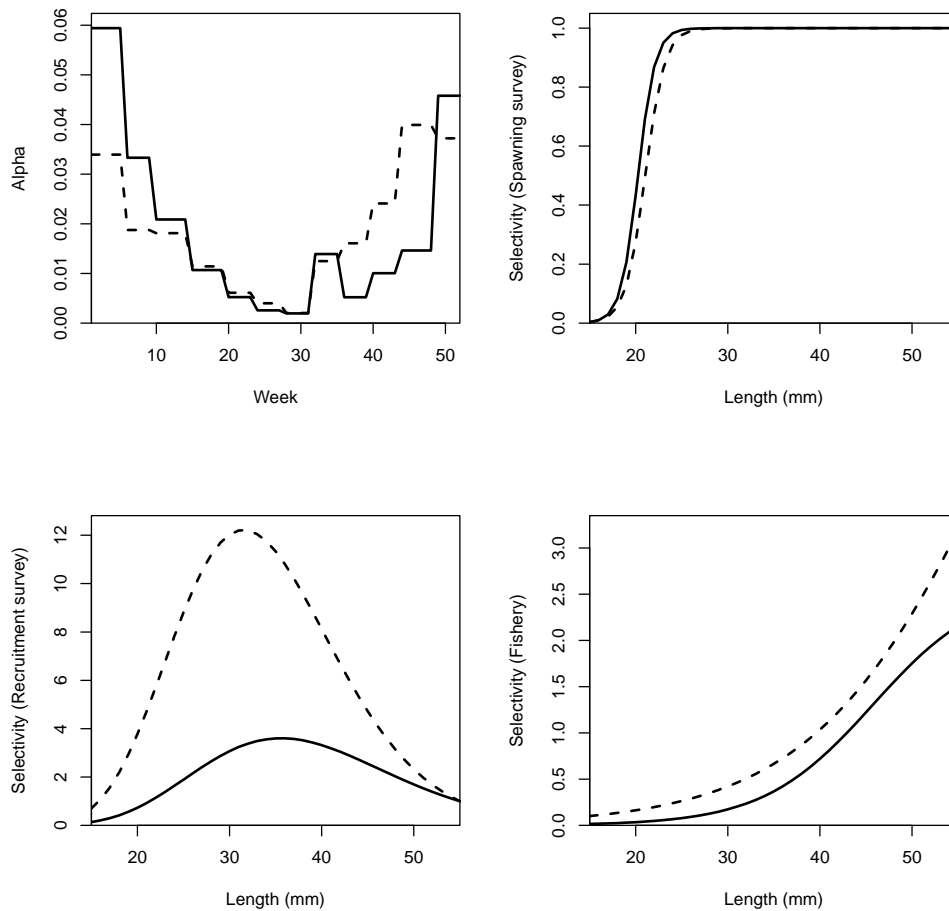 Alpha
0.00 0.01 0.02 0.03 0.04 0.05 0.06
10 20 30 40 50
Week
Selectivity (Spawning survey)
0.0 0.2 0.4 0.6 0.8 1.0
20 30 40 50
Length (mm)
Selectivity (Recruitment survey)
0 2 4 6 8 10 12
20 30 40 50
Length (mm)
Selectivity (Fishery)
0.0 0.5 1.0 1.5 2.0 2.5 3.0
20 30 40 50
Length (mm)